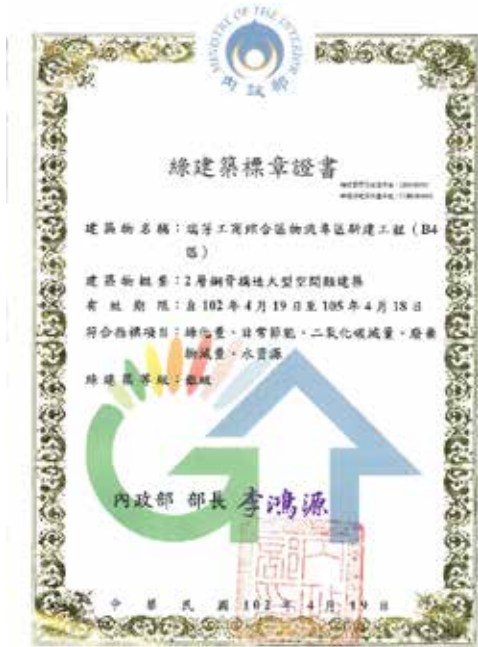 MINISTRY OF THE INTERIOR
內政部
綠建築標章證書
建築物名稱：瑞芳工商綜合區物流專區新建工程（B4
區）
建築物概要：2層鋼骨構造大型空間類建築
有效期限：自102年4月19日至105年4月18日
符合指標項目：綠化量、日常節能、二氧化碳減量、廢棄
物減量、水資源
綠建築等級：銀級
內政部 部長 李鴻源
中華民國102年4月19日